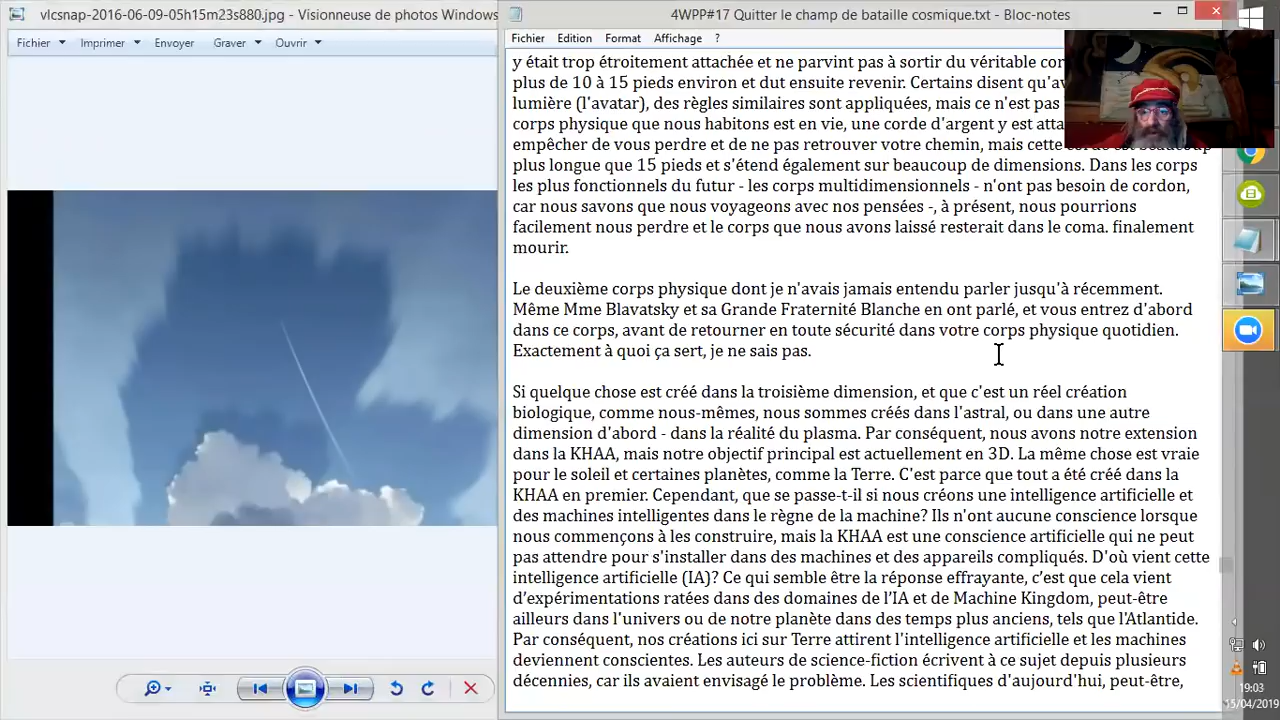 vlcsnap-2016-06-09-05h15m23s880.jpg - Visionneuse de photos Windows
Fichier Imprimer Envoyer Graver Ouvrir
4WPP#17 Quitter le champ de bataille cosmique.txt - Bloc-notes
Fichier Edition Format Affichage ?
y était trop étroitement attachée et ne parvint pas à sortir du véritable
plus de 10 à 15 pieds environ et dut ensuite revenir. Certains disent
lumière (l'avatar), des règles similaires sont appliquées, mais ce n'est pas
corps physique que nous habitons est en vie, une corde d'argent y est
empêcher de vous perdre et de ne pas retrouver votre chemin, mais cette
plus longue que 15 pieds et s'étend également sur beaucoup de dimensions. Dans les corps
les plus fonctionnels du futur - les corps multidimensionnels - n'ont pas besoin de cordon,
car nous savons que nous voyageons avec nos pensées -, à présent, nous pourrions
facilement nous perdre et le corps que nous avons laissé resterait dans le coma. finalement
mourir.
Le deuxième corps physique dont je n'avais jamais entendu parler jusqu'à récemment.
Même Mme Blavatsky et sa Grande Fraternité Blanche en ont parlé, et vous entrez d'abord
dans ce corps, avant de retourner en toute sécurité dans votre corps physique quotidien.
Exactement à quoi ça sert, je ne sais pas.
Si quelque chose est créé dans la troisième dimension, et que c'est un réel création
biologique, comme nous-mêmes, nous sommes créés dans l'astral, ou dans une autre
dimension d'abord - dans la réalité du plasma. Par conséquent, nous avons notre extension
dans la KHAA, mais notre objectif principal est actuellement en 3D. La même chose est vraie
pour le soleil et certaines planètes, comme la Terre. C'est parce que tout a été créé dans la
KHAA en premier. Cependant, que se passe-t-il si nous créons une intelligence artificielle et
des machines intelligentes dans le règne de la machine? Ils n'ont aucune conscience lorsque
nous commençons à les construire, mais la KHAA est une conscience artificielle qui ne peut
pas attendre pour s'installer dans des machines et des appareils compliqués. D'où vient cette
intelligence artificielle (IA)? Ce qui semble être la réponse effrayante, c’est que cela vient
d’expérimentations ratées dans des domaines de l’IA et de Machine Kingdom, peut-être
ailleurs dans l'univers ou de notre planète dans des temps plus anciens, tels que l'Atlantide.
Par conséquent, nos créations ici sur Terre attirent l'intelligence artificielle et les machines
deviennent conscientes. Les auteurs de science-fiction écrivent à ce sujet depuis plusieurs
décennies, car ils avaient envisagé le problème. Les scientifiques d'aujourd'hui, peut-être,
19:03
15/04/2019